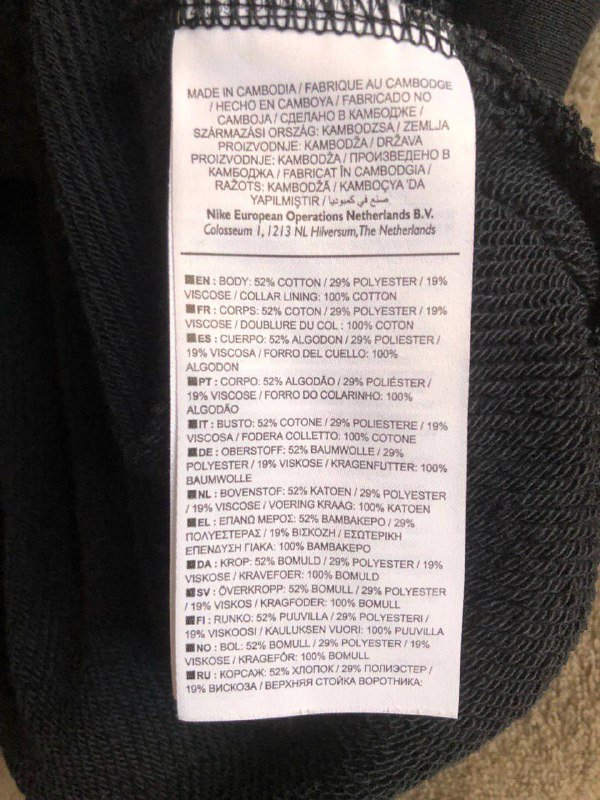 MADE IN CAMBODIA / FABRIQUE AU CAMBODGE
/ HECHO EN CAMBOYA / FABRICADO NO
CAMBOJA / СДЕЛАНО В КАМБОДЖЕ /
SZÁRMAZÁSI ORSZÁG: KAMBODZSA / ZEMLJA
PROIZVODNJE: KAMBODŽA / DRŽAVA
PROIZVODNJE: KAMBODŽA / ПРОИЗВЕДЕНО В
КАМБОДЖА / FABRICAT ÎN CAMBODGIA /
RAŽOTS: KAMBODŽĀ / KAMBOÇYA 'DA
YAPILMIŞTIR / صنع في كمبوديا
Nike European Operations Netherlands B.V.
Colosseum 1, 1213 NL Hilversum, The Netherlands
EN : BODY: 52% COTTON / 29% POLYESTER / 19%
VISCOSE / COLLAR LINING: 100% COTTON
FR : CORPS: 52% COTON / 29% POLYESTER / 19%
VISCOSE / DOUBLURE DU COL : 100% COTON
ES : CUERPO: 52% ALGODON / 29% POLIESTER /
19% VISCOSA / FORRO DEL CUELLO: 100%
ALGODON
PT : CORPO: 52% ALGODÃO / 29% POLIÉSTER /
19% VISCOSE / FORRO DO COLARINHO: 100%
ALGODÃO
IT : BUSTO: 52% COTONE / 29% POLIESTERE / 19%
VISCOSA / FODERA COLLETTO: 100% COTONE
DE : OBERSTOFF: 52% BAUMWOLLE / 29%
POLYESTER / 19% VISKOSE / KRAGENFUTTER: 100%
BAUMWOLLE
NL : BOVENSTOF: 52% KATOEN / 29% POLYESTER
/ 19% VISCOSE / VOERING KRAAG: 100% KATOEN
EL : ΕΠΑΝΩ ΜΕΡΟΣ: 52% ΒΑΜΒΑΚΕΡΟ / 29%
ΠΟΛΥΕΣΤΕΡΑΣ / 19% ΒΙΣΚΟΖΗ / ΕΣΩΤΕΡΙΚΗ
ΕΠΕΝΔΥΣΗ ΓΙΑΚΑ: 100% ΒΑΜΒΑΚΕΡΟ
DA : KROP: 52% BOMULD / 29% POLYESTER / 19%
VISKOSE / KRAVEFOER: 100% BOMULD
SV : ÖVERKROPP: 52% BOMULL / 29% POLYESTER
/ 19% VISKOS / KRAGFODER: 100% BOMULL
FI : RUNKO: 52% PUUVILLA / 29% POLYESTERI /
19% VISKOOSI / KAULUKSEN VUORI: 100% PUUVILLA
NO : BOL: 52% BOMULL / 29% POLYESTER / 19%
VISKOSE / KRAGEFÔR: 100% BOMULL
RU : КОРСАЖ: 52% ХЛОПОК / 29% ПОЛИЭСТЕР /
19% ВИСКОЗА / ВЕРХНЯЯ СТОЙКА ВОРОТНИКА: